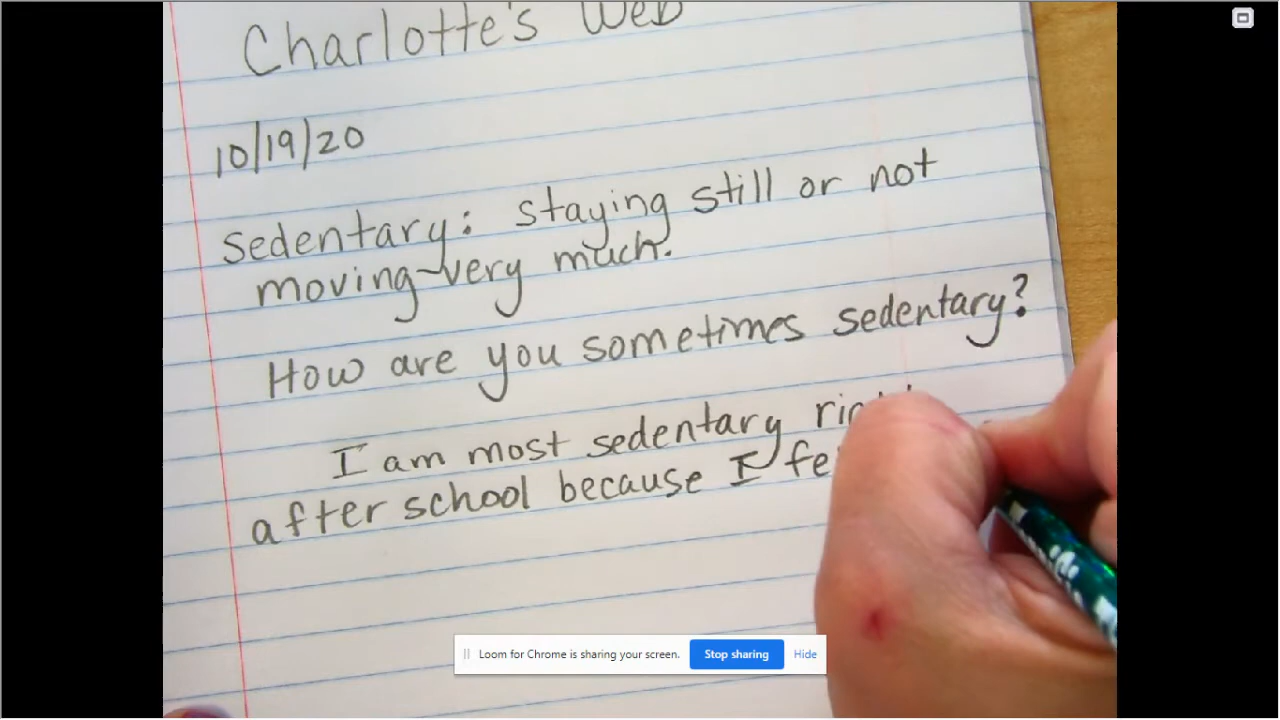 Charlotte's Web
10/19/20
Sedentary: staying still or not
moving very much.
How are you sometimes sedentary?
I am most sedentary
after school because I
Loom for Chrome is sharing your screen. Stop sharing Hide